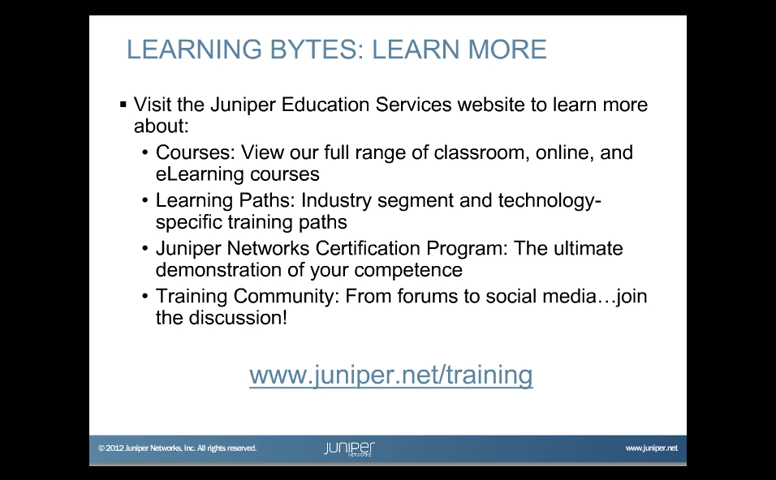 LEARNING BYTES: LEARN MORE
▪ Visit the Juniper Education Services website to learn more
about:
• Courses: View our full range of classroom, online, and
eLearning courses
• Learning Paths: Industry segment and technology-
specific training paths
• Juniper Networks Certification Program: The ultimate
demonstration of your competence
• Training Community: From forums to social media…join
the discussion!
www.juniper.net/training
© 2012 Juniper Networks, Inc. All rights reserved.
JUNIPER
NETWORKS
www.juniper.net